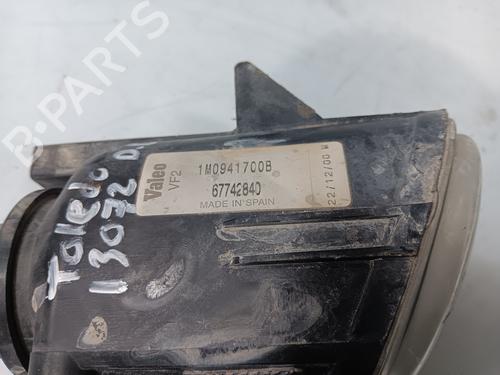 Valeo
VF2
1M0941700B
67742840
MADE IN SPAIN
22/12/00 M
Toledo
13072
B-PARTS